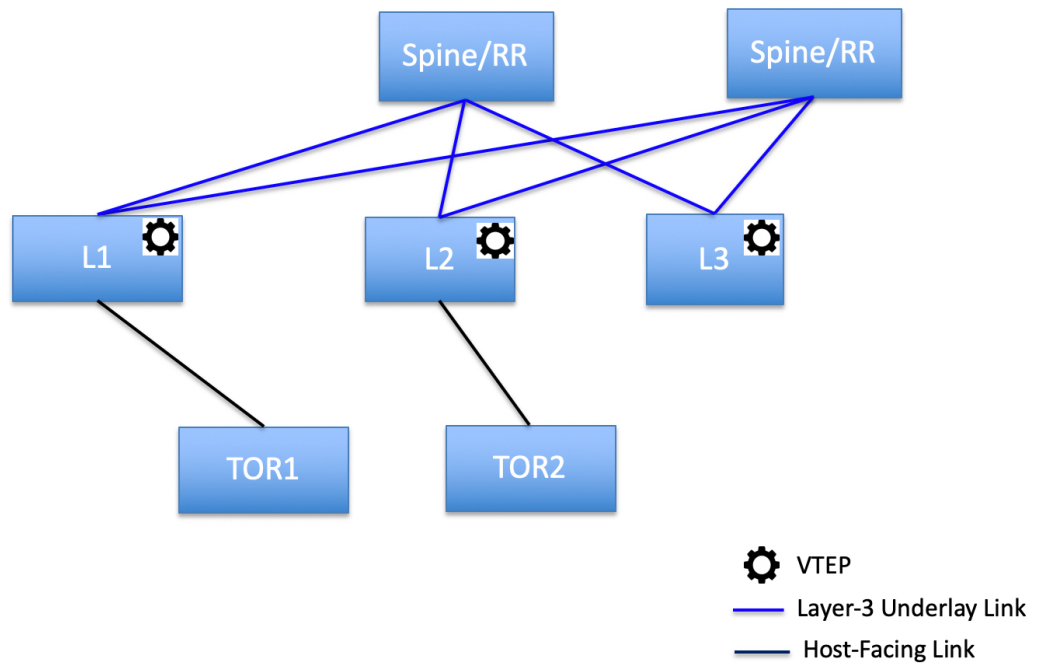 Spine/RR
Spine/RR
L1
L2
L3
TOR1
TOR2
VTEP
Layer-3 Underlay Link
Host-Facing Link